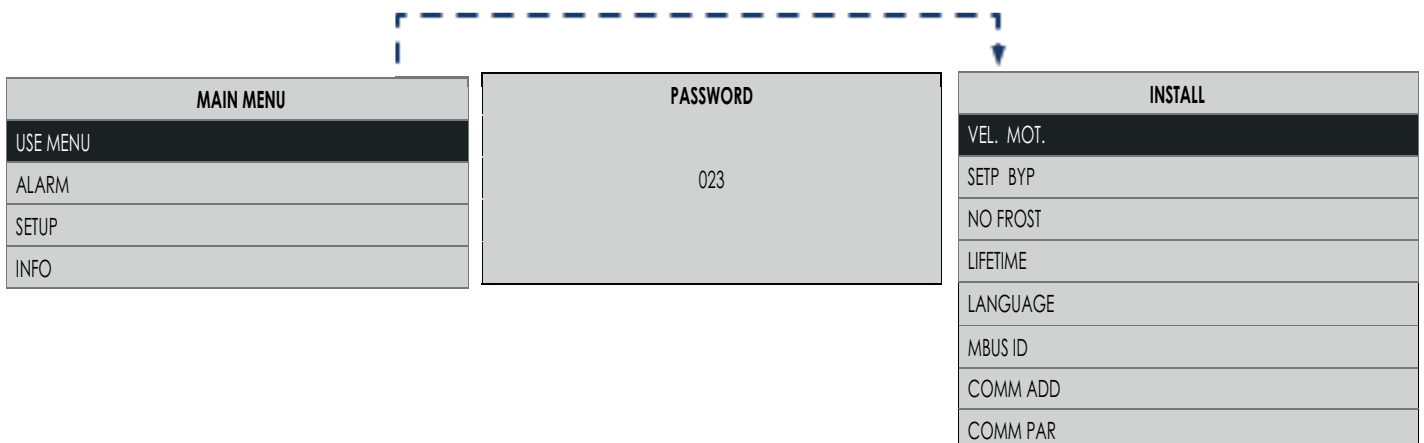 MAIN MENU
USE MENU
ALARM
SETUP
INFO
PASSWORD
023
INSTALL
VEL. MOT.
SETP BYP
NO FROST
LIFETIME
LANGUAGE
MBUS ID
COMM ADD
COMM PAR